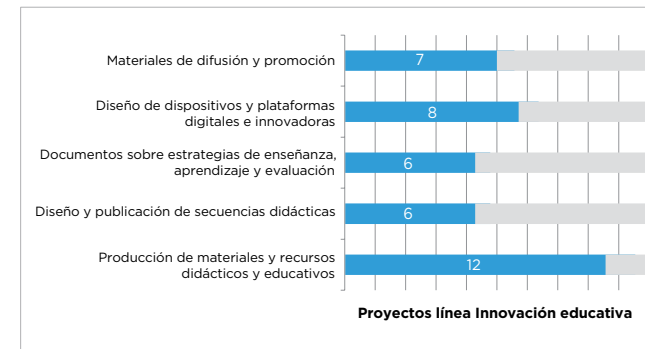 Materiales de difusión y promoción
7
Diseño de dispositivos y plataformas
digitales e innovadoras
8
Documentos sobre estrategias de enseñanza,
aprendizaje y evaluación
6
Diseño y publicación de secuencias didácticas
6
Producción de materiales y recursos
didácticos y educativos
12
Proyectos línea Innovación educativa